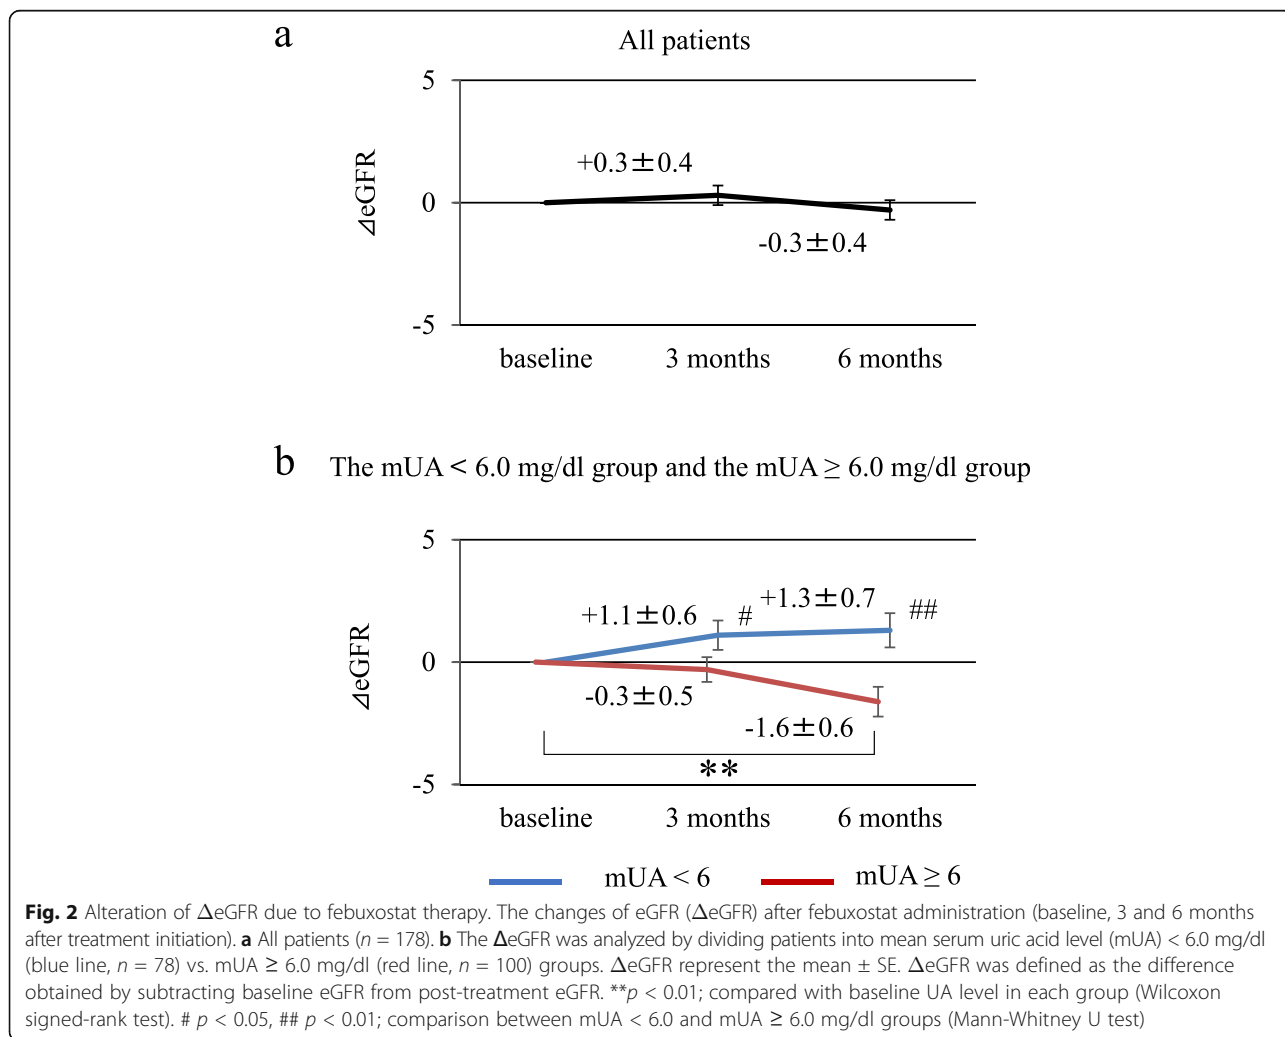 a
All patients
5
+0.3±0.4
ΔeGFR
0
-0.3±0.4
-5
baseline 3 months 6 months
b The mUA < 6.0 mg/dl group and the mUA ≥ 6.0 mg/dl group
5
+1.1±0.6 # +1.3±0.7 ##
ΔeGFR
0
-0.3±0.5
-1.6±0.6
**
-5
baseline 3 months 6 months
mUA < 6 mUA ≥ 6
Fig. 2 Alteration of ΔeGFR due to febuxostat therapy. The changes of eGFR (ΔeGFR) after febuxostat administration (baseline, 3 and 6 months
after treatment initiation). a All patients (n = 178). b The ΔeGFR was analyzed by dividing patients into mean serum uric acid level (mUA) < 6.0 mg/dl
(blue line, n = 78) vs. mUA ≥ 6.0 mg/dl (red line, n = 100) groups. ΔeGFR represent the mean ± SE. ΔeGFR was defined as the difference
obtained by subtracting baseline eGFR from post-treatment eGFR. **p < 0.01; compared with baseline UA level in each group (Wilcoxon
signed-rank test). # p < 0.05, ## p < 0.01; comparison between mUA < 6.0 and mUA ≥ 6.0 mg/dl groups (Mann-Whitney U test)